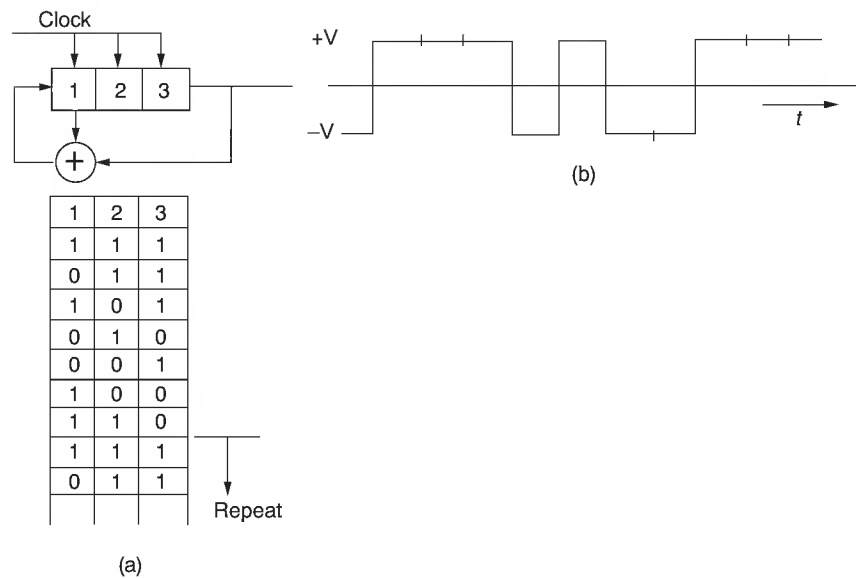 Clock
1 2 3
+
+V
−V
t
(b)
1 2 3
1 1 1
0 1 1
1 0 1
0 1 0
0 0 1
1 0 0
1 1 0
1 1 1
0 1 1
Repeat
(a)